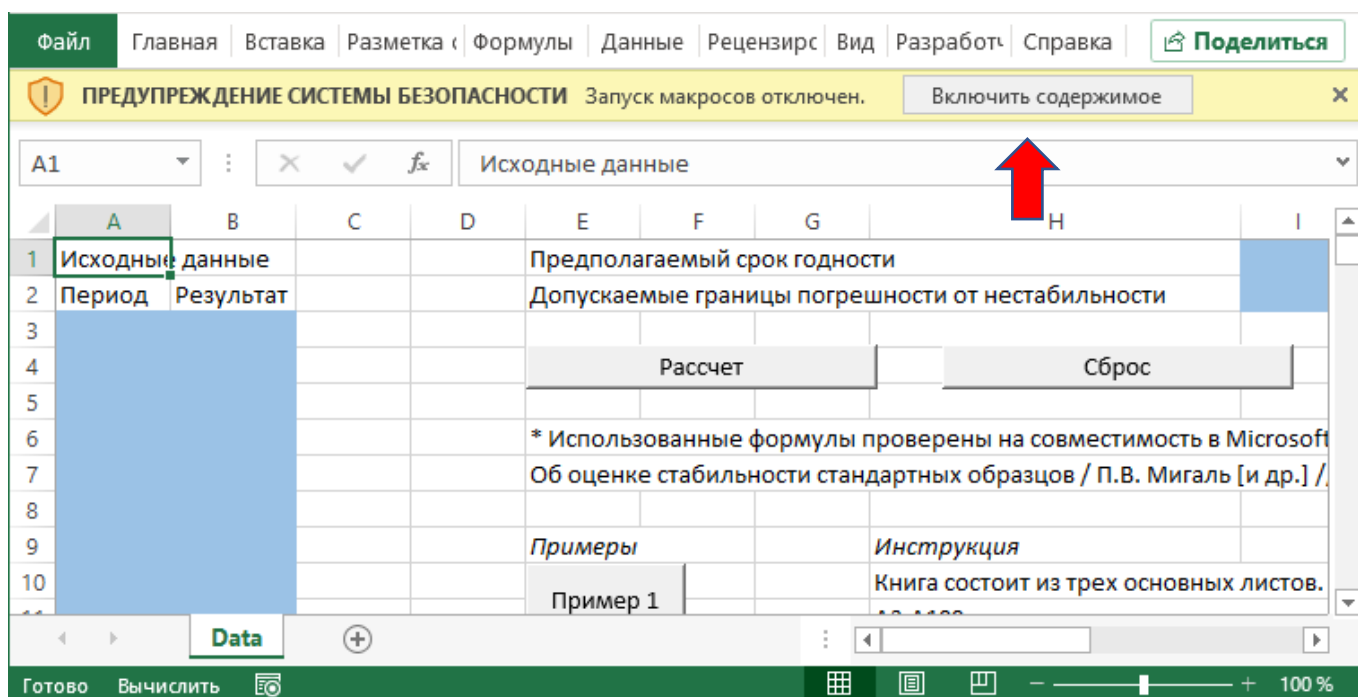 Файл Главная Вставка Разметка с Формулы Данные Рецензирс Вид Разработч Справка Поделиться
ПРЕДУПРЕЖДЕНИЕ СИСТЕМЫ БЕЗОПАСНОСТИ Запуск макросов отключен. Включить содержимое
A1 fx Исходные данные
A B C D E F G H I
1 Исходные данные Предполагаемый срок годности
2 Период Результат Допускаемые границы погрешности от нестабильности
3
4 Рассчет Сброс
5
6 * Использованные формулы проверены на совместимость в Microsoft
7 Об оценке стабильности стандартных образцов / П.В. Мигаль [и др.] /
8
9 Примеры Инструкция
10 Пример 1 Книга состоит из трех основных листов.
Data
Готово Вычислить 100 %